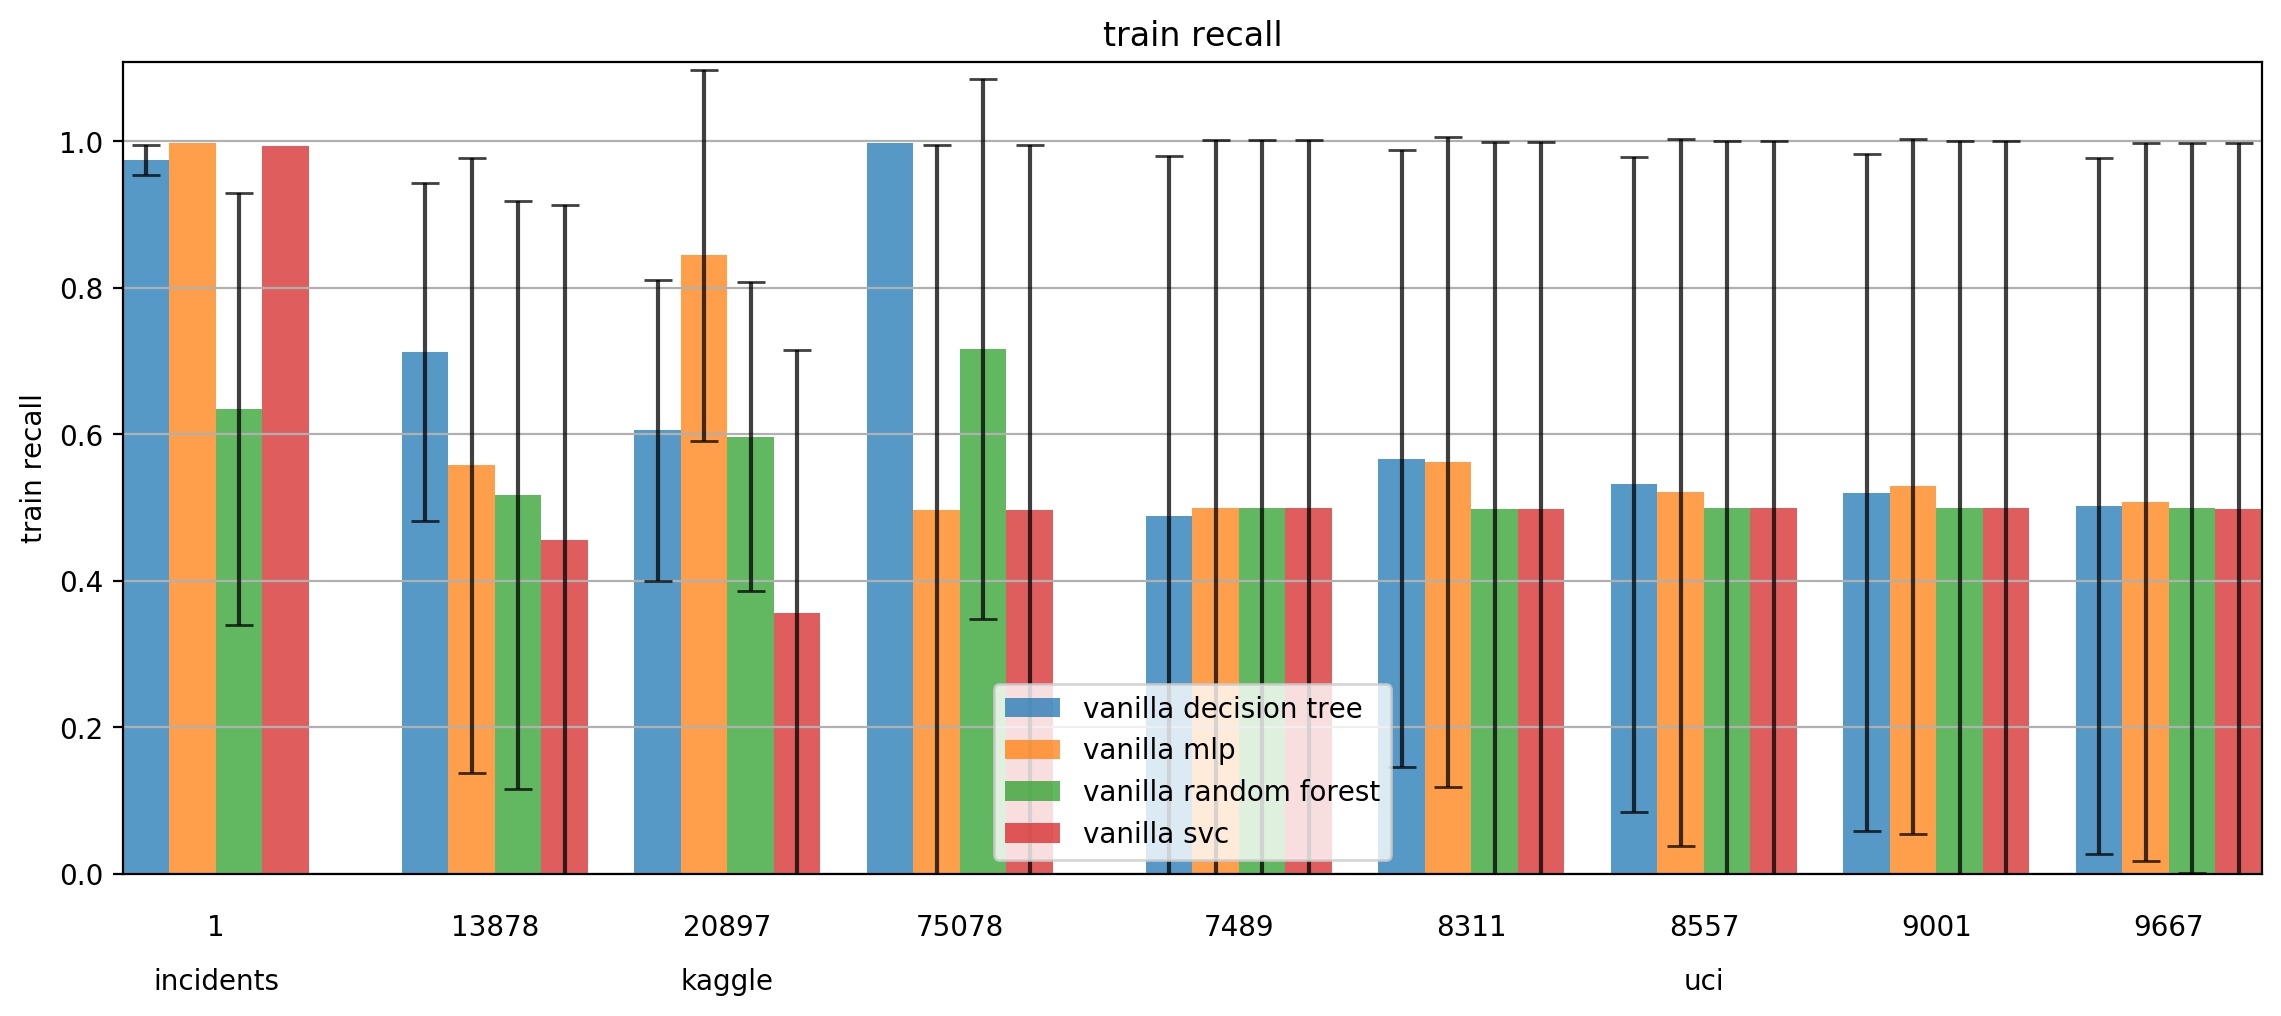 train recall
train recall
1.0
0.8
0.6
0.4
0.2
0.0
vanilla decision tree
vanilla mlp
vanilla random forest
vanilla svc
1 13878 20897 75078 7489 8311 8557 9001 9667
incidents kaggle uci